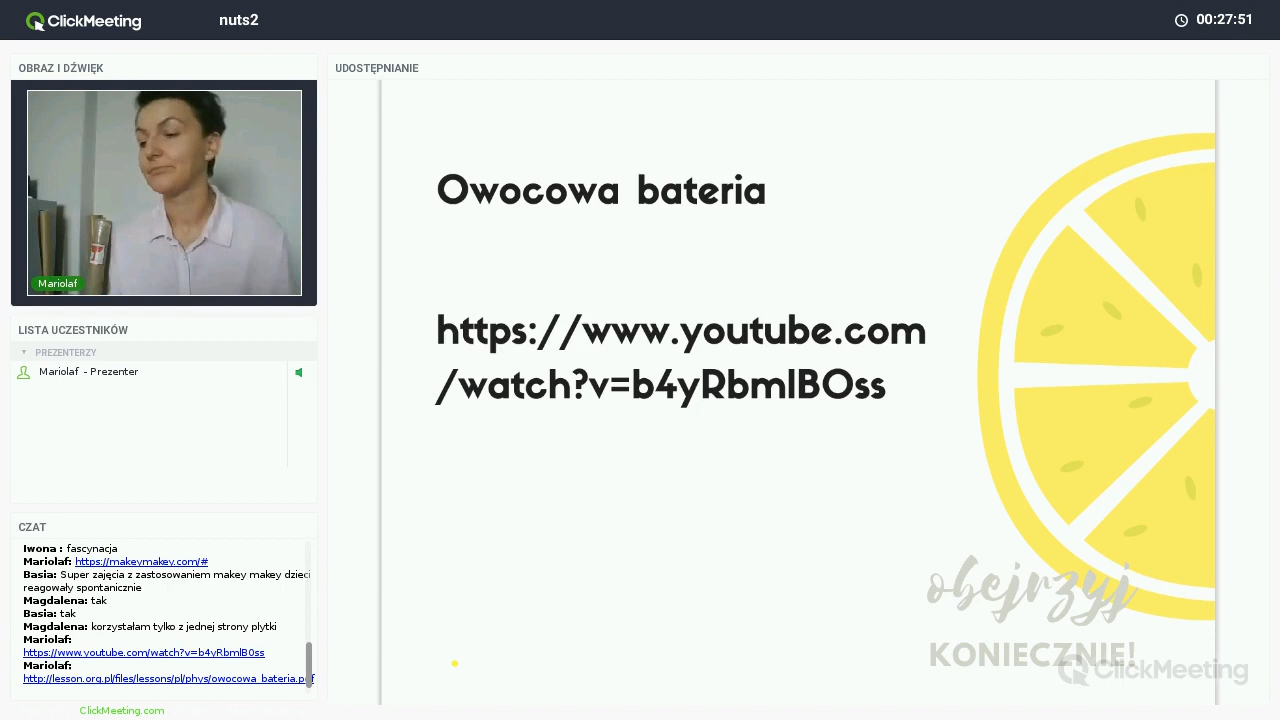 ClickMeeting
nuts2
00:27:51
OBRAZ I DŹWIĘK
Mariolaf
LISTA UCZESTNIKÓW
PREZENTERZY
Mariolaf - Prezenter
CZAT
Iwona : fascynacja
Mariolaf: https://makeymakey.com/#
Basia: Super zajęcia z zastosowaniem makey makey dzieci
reagowały spontanicznie
Magdalena: tak
Basia: tak
Magdalena: korzystałam tylko z jednej strony plytki
Mariolaf:
https://www.youtube.com/watch?v=b4yRbmlB0ss
Mariolaf:
http://lesson.org.pl/files/lessons/pl/phys/owocowa_bateria.pdf
ClickMeeting.com
UDOSTĘPNIANIE
Owocowa bateria
https://www.youtube.com
/watch?v=b4yRbmlB0ss
obejrzyj
KONIECZNIE!
ClickMeeting